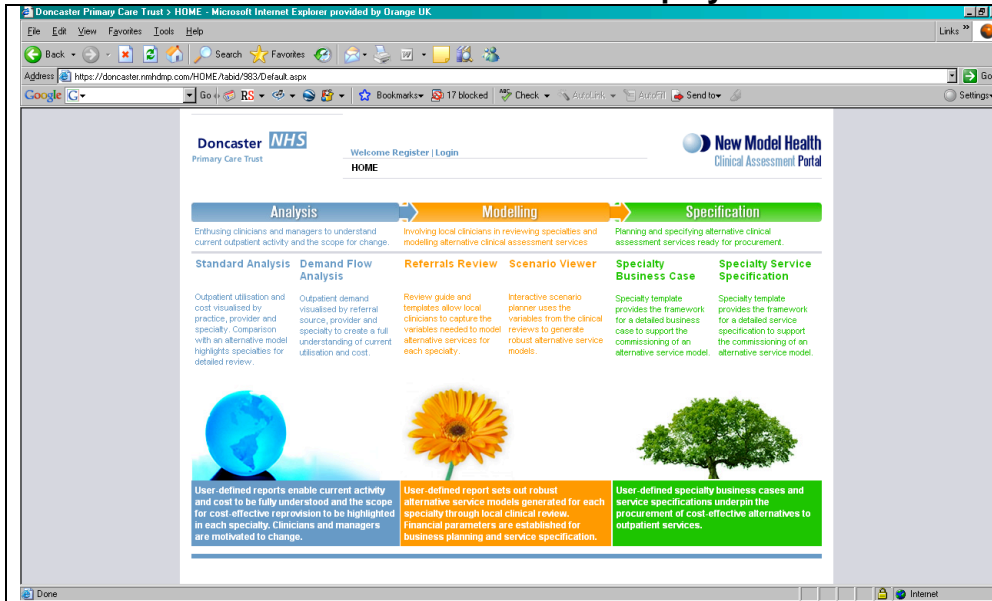 Doncaster Primary Care Trust > HOME - Microsoft Internet Explorer provided by Orange UK
File Edit View Favorites Tools Help
Links »
Back Search Favorites
Address https://doncaster.nmhdmp.com/HOME/tabid/983/Default.aspx
Go
Google G Go RS Bookmarks 17 blocked Check AutoLink AutoFill Send to Settings
Doncaster NHS
Primary Care Trust
Welcome Register | Login
HOME
New Model Health
Clinical Assessment Portal
Analysis
Enthusing clinicians and managers to understand
current outpatient activity and the scope for change.
Standard Analysis
Outpatient utilisation and
cost visualised by
practice, provider and
specialty. Comparison
with an alternative model
highlights specialties for
detailed review.
Demand Flow
Analysis
Outpatient demand
visualised by referral
source, provider and
specialty to create a full
understanding of current
utilisation and cost.
User-defined reports enable current activity
and cost to be fully understood and the scope
for cost-effective reprovision to be highlighted
in each specialty. Clinicians and managers
are motivated to change.
Modelling
Involving local clinicians in reviewing specialties and
modelling alternative clinical assessment services
Referrals Review
Review guide and
templates allow local
clinicians to capture the
variables needed to model
alternative services for
each specialty.
Scenario Viewer
Interactive scenario
planner uses the
variables from the clinical
reviews to generate
robust alternative service
models.
User-defined report sets out robust
alternative service models generated for each
specialty through local clinical review.
Financial parameters are established for
business planning and service specification.
Specification
Planning and specifying alternative clinical
assessment services ready for procurement.
Specialty
Business Case
Specialty template
provides the framework
for a detailed business
case to support the
commissioning of an
alternative service model.
Specialty Service
Specification
Specialty template
provides the framework
for a detailed service
specification to support
the commissioning of an
alternative service model.
User-defined specialty business cases and
service specifications underpin the
procurement of cost-effective alternatives to
outpatient services.
Done
Internet